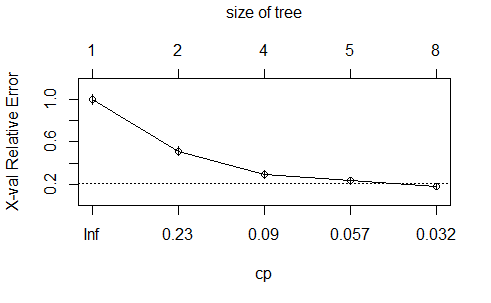 size of tree
1 2 4 5 8
X-val Relative Error
0.2 0.6 1.0
Inf 0.23 0.09 0.057 0.032
cp